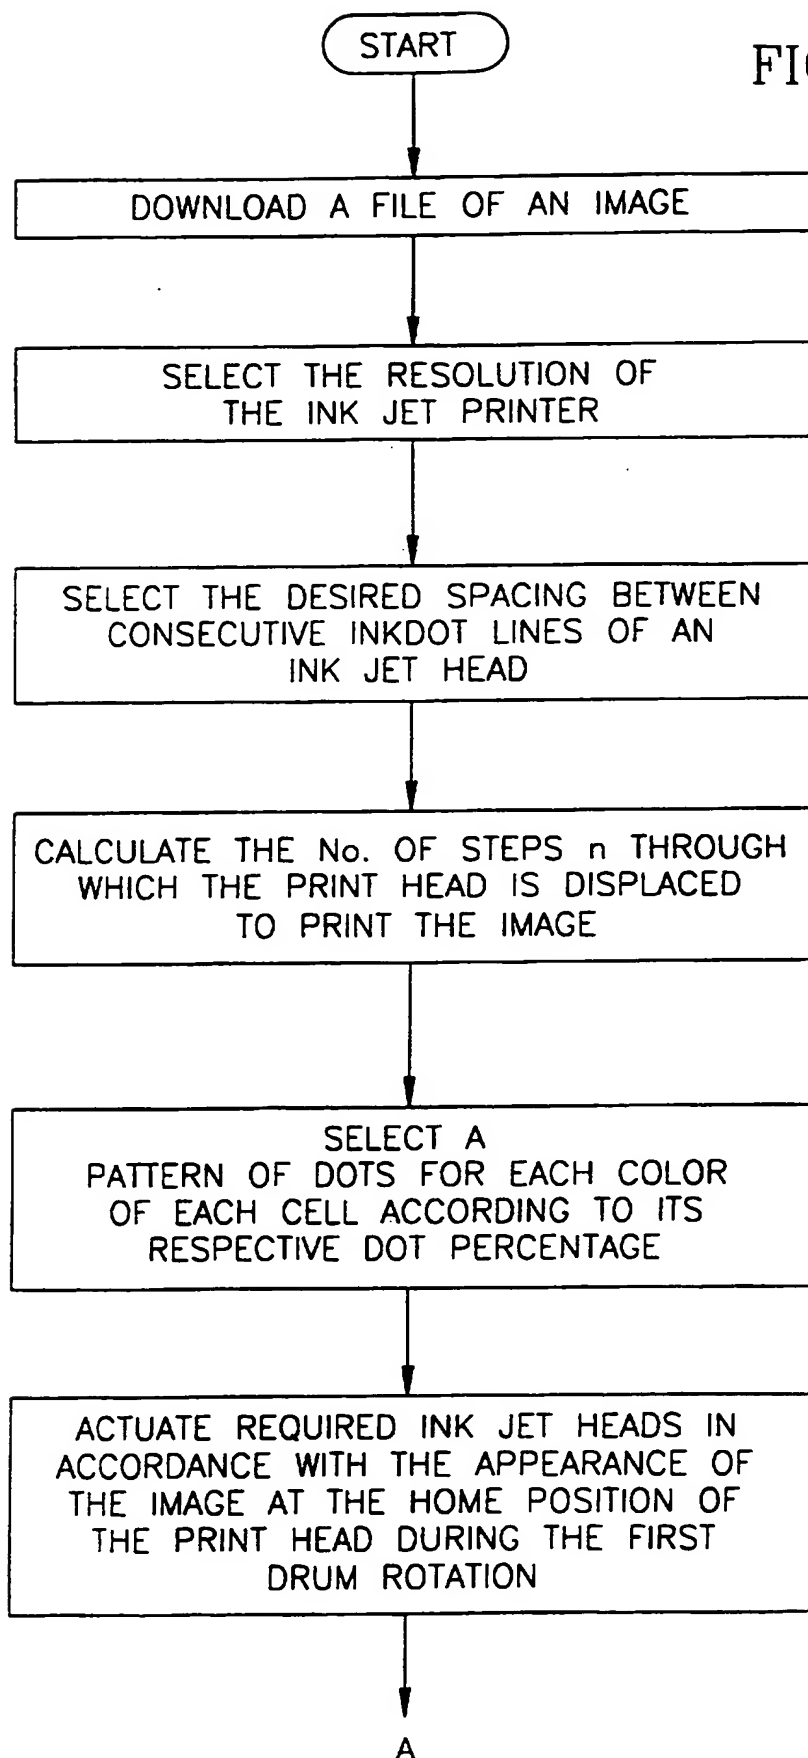 START
FIG
DOWNLOAD A FILE OF AN IMAGE
SELECT THE RESOLUTION OF
THE INK JET PRINTER
SELECT THE DESIRED SPACING BETWEEN
CONSECUTIVE INKDOT LINES OF AN
INK JET HEAD
CALCULATE THE No. OF STEPS n THROUGH
WHICH THE PRINT HEAD IS DISPLACED
TO PRINT THE IMAGE
SELECT A
PATTERN OF DOTS FOR EACH COLOR
OF EACH CELL ACCORDING TO ITS
RESPECTIVE DOT PERCENTAGE
ACTUATE REQUIRED INK JET HEADS IN
ACCORDANCE WITH THE APPEARANCE OF
THE IMAGE AT THE HOME POSITION OF
THE PRINT HEAD DURING THE FIRST
DRUM ROTATION
A